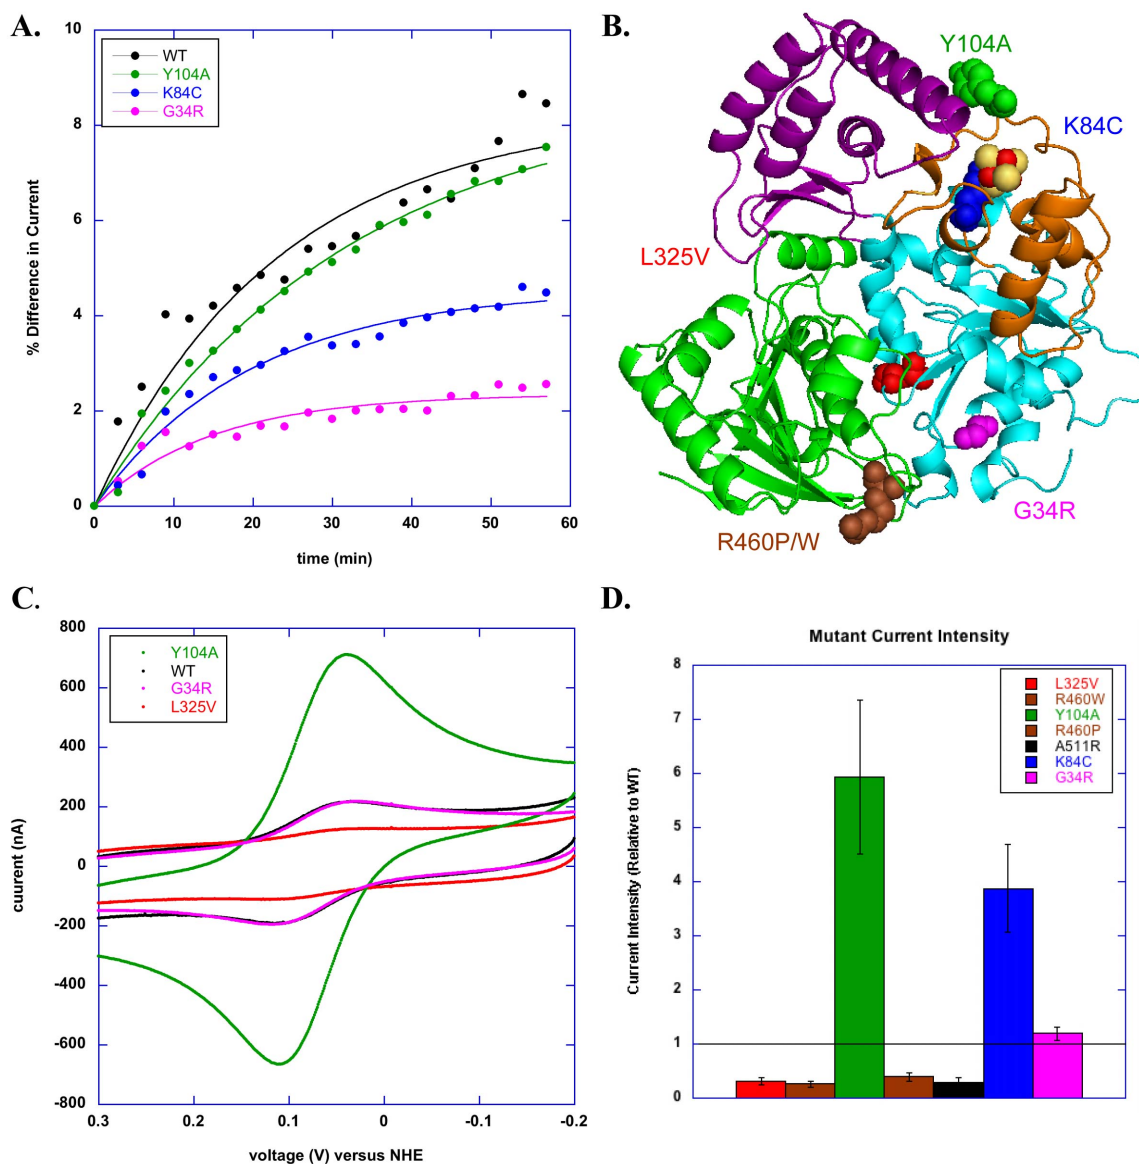 A.
10
8
6
4
2
0
% Difference in Current
WT
Y104A
K84C
G34R
0
10
20
30
40
50
60
time (min)
B.
Y104A
K84C
L325V
G34R
R460P/W
C.
800
600
400
200
0
-200
-400
-600
-800
cuurent (nA)
Y104A
WT
G34R
L325V
0.3
0.2
0.1
0
-0.1
-0.2
voltage (V) versus NHE
D.
Mutant Current Intensity
8
7
6
5
4
3
2
1
0
Current Intensity (Relative to WT)
L325V
R460W
Y104A
R460P
A511R
K84C
G34R